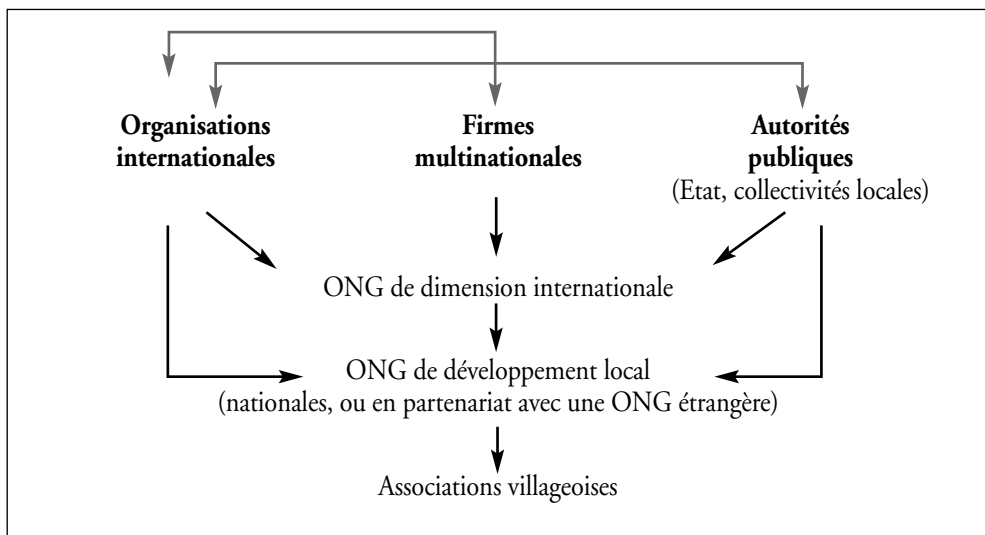 Organisations
internationales
Firmes
multinationales
Autorités
publiques
(Etat, collectivités locales)
ONG de dimension internationale
ONG de développement local
(nationales, ou en partenariat avec une ONG étrangère)
Associations villageoises